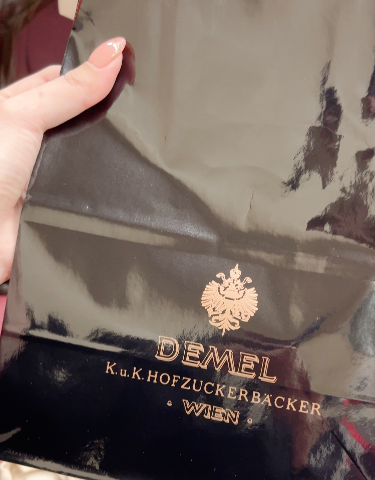 DEMEL
K.u.K.HOFZUCKERBÄCKER
· WIEN ·